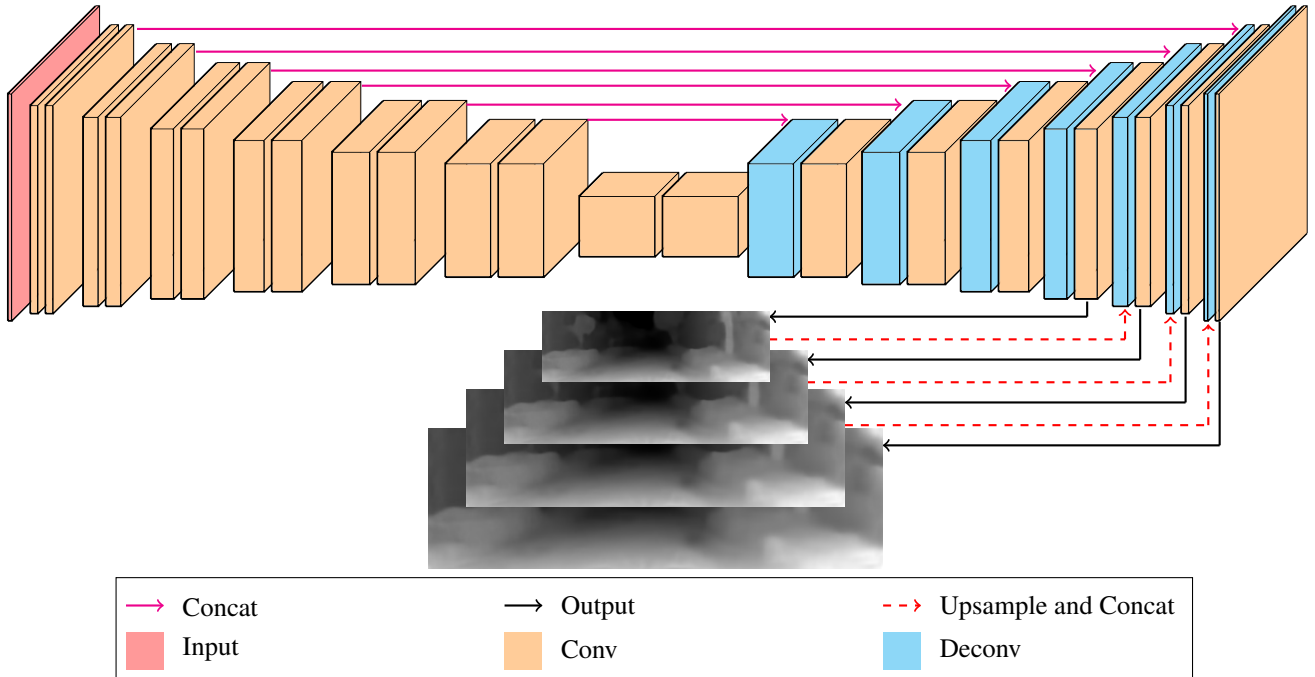 Concat
Output
Upsample and Concat
Input
Conv
Deconv